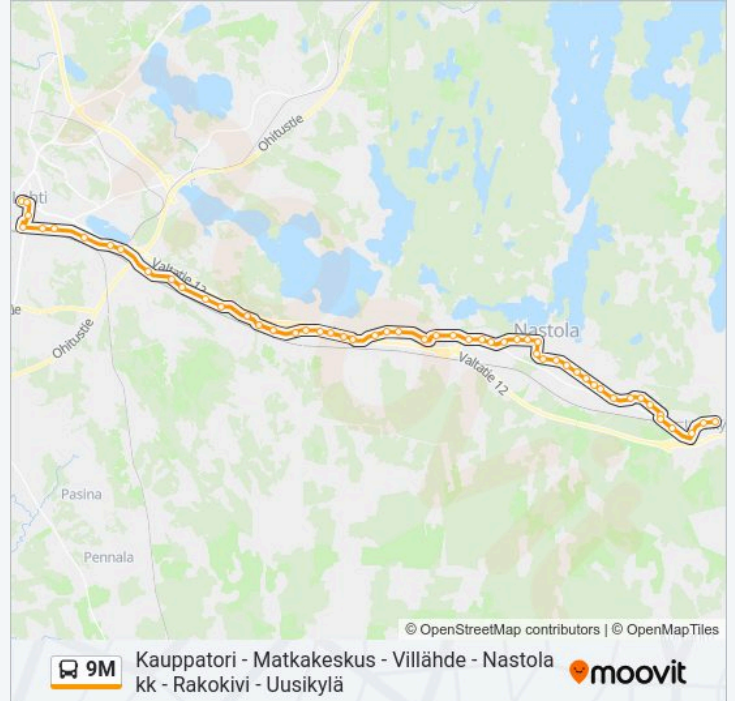 Ohitustie
Lahti
Valtatie 12
Ohitustie
Nastola
Valtatie 12
Pasina
Pennala
© OpenStreetMap contributors | © OpenMapTiles
9M
Kauppatori - Matkakeskus - Villähde - Nastola
kk - Rakokivi - Uusikylä
moovit